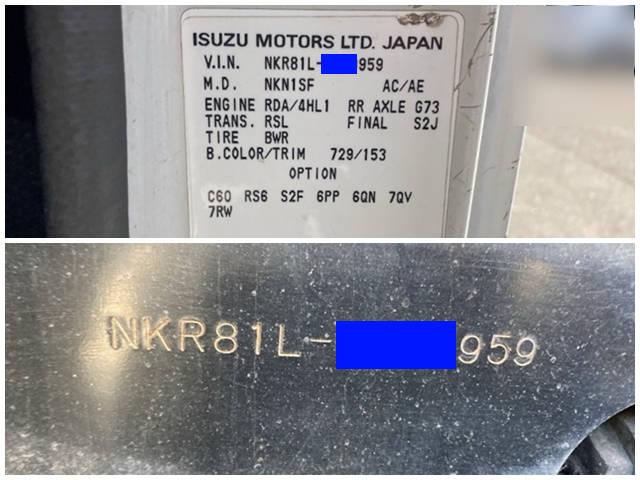 ISUZU MOTORS LTD. JAPAN
V.I.N. NKR81L- 959
M.D. NKN1SF AC/AE
ENGINE RDA/4HL1 RR AXLE G73
TRANS. RSL FINAL S2J
TIRE BWR
B.COLOR/TRIM 729/153
OPTION
C60 RS6 S2F 6PP 6QN 7QV
7RW
NKR81L- 959